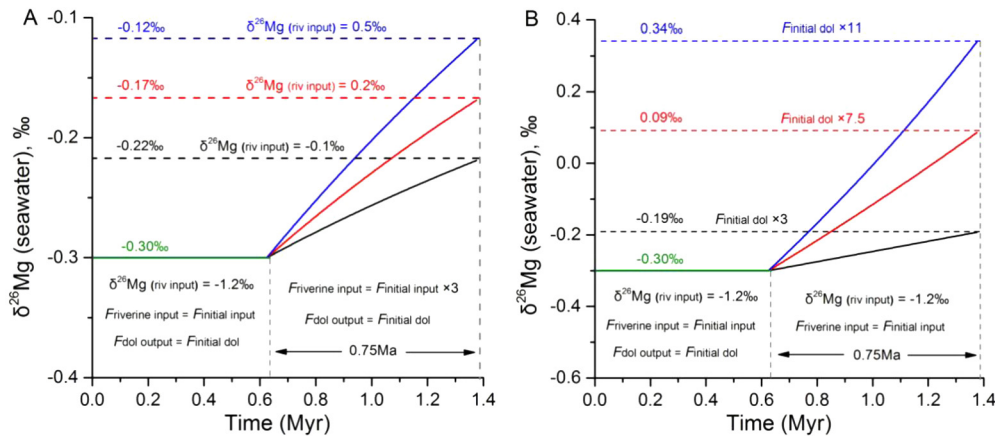 A
-0.1
-0.2
-0.3
-0.4
δ²⁶Mg (seawater), ‰
-0.12‰ δ²⁶Mg (riv input) = 0.5‰
-0.17‰ δ²⁶Mg (riv input) = 0.2‰
-0.22‰ δ²⁶Mg (riv input) = -0.1‰
-0.30‰
δ²⁶Mg (riv input) = -1.2‰
Friverine input = Finitial input
Fdol output = Finitial dol
Friverine input = Finitial input ×3
Fdol output = Finitial dol
0.75Ma
0.0 0.2 0.4 0.6 0.8 1.0 1.2 1.4
Time (Myr)
B
0.4
0.2
0.0
-0.2
-0.4
-0.6
δ²⁶Mg (seawater), ‰
0.34‰ Finitial dol ×11
0.09‰ Finitial dol ×7.5
-0.19‰ Finitial dol ×3
-0.30‰
δ²⁶Mg (riv input) = -1.2‰
Friverine input = Finitial input
Fdol output = Finitial dol
δ²⁶Mg (riv input) = -1.2‰
Friverine input = Finitial input
0.75Ma
0.0 0.2 0.4 0.6 0.8 1.0 1.2 1.4
Time (Myr)